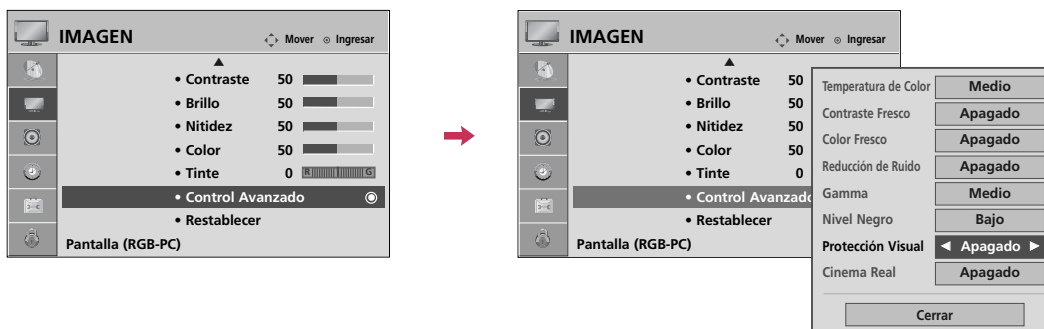 IMAGEN Mover Ingresar
• Contraste 50
• Brillo 50
• Nitidez 50
• Color 50
• Tinte 0 R G
• Control Avanzado
• Restablecer
Pantalla (RGB-PC)
IMAGEN Mover Ingresar
• Contraste 50
• Brillo 50
• Nitidez 50
• Color 50
• Tinte 0
• Control Avanzado
• Restablecer
Pantalla (RGB-PC)
Temperatura de Color Medio
Contraste Fresco Apagado
Color Fresco Apagado
Reducción de Ruido Apagado
Gamma Medio
Nivel Negro Bajo
Protección Visual ◄ Apagado ►
Cinema Real Apagado
Cerrar